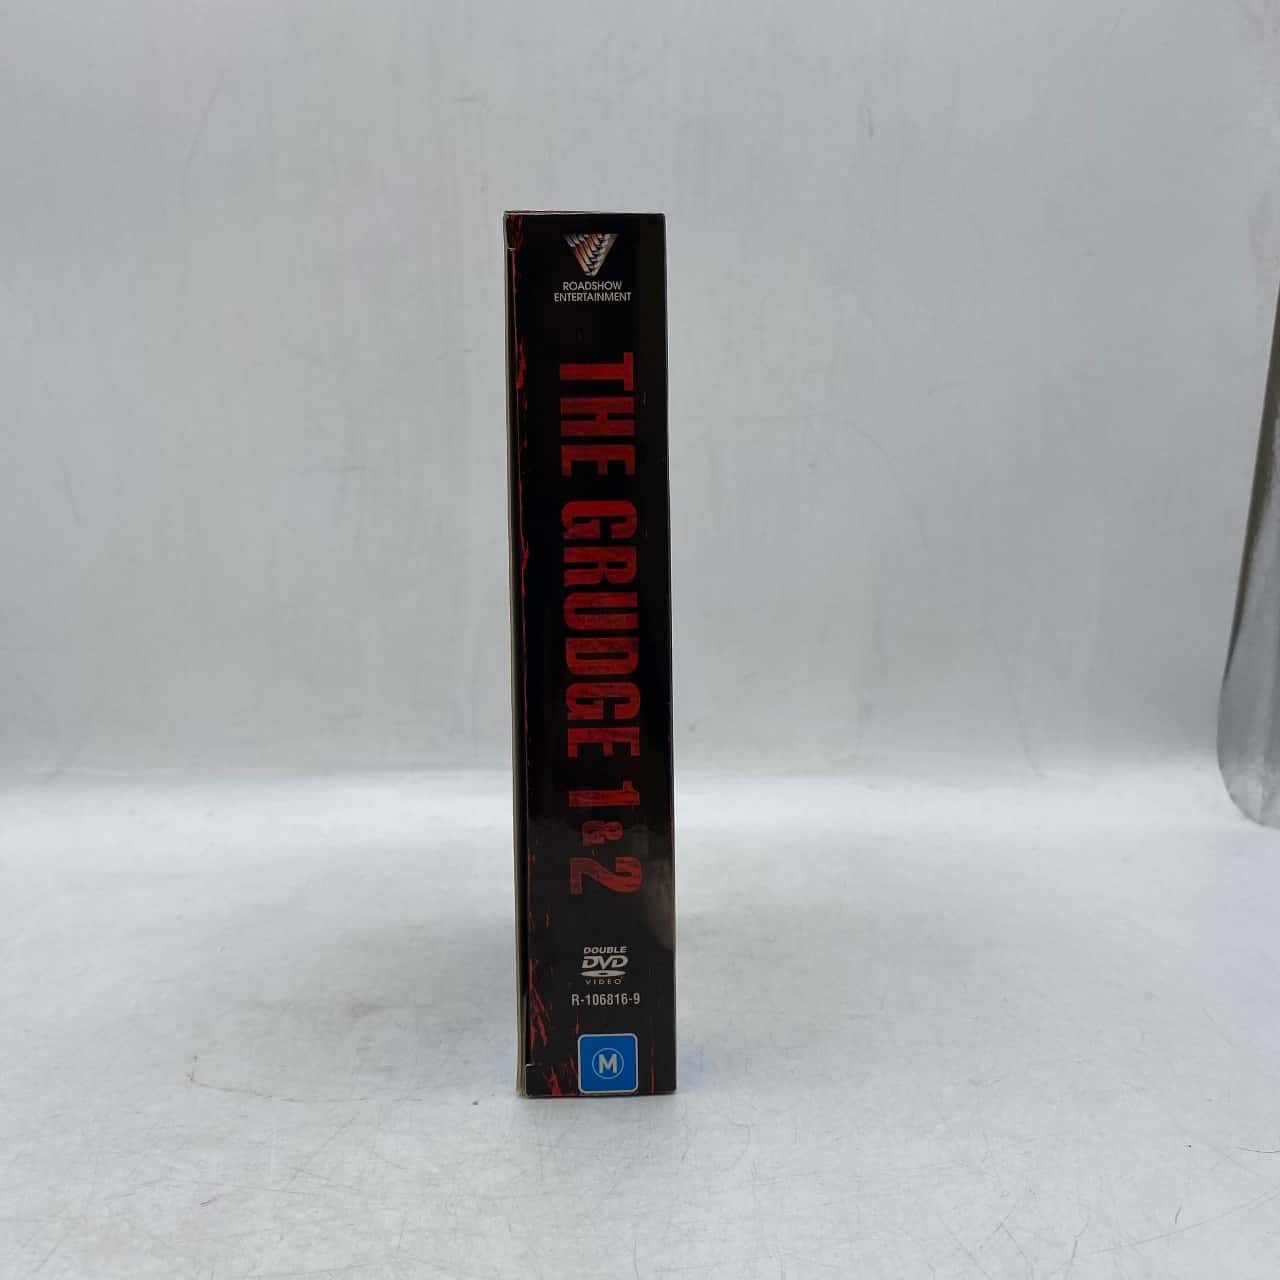 ROADSHOW
ENTERTAINMENT
THE GRUDGE 1 & 2
DOUBLE
DVD
VIDEO
R-106816-9
M